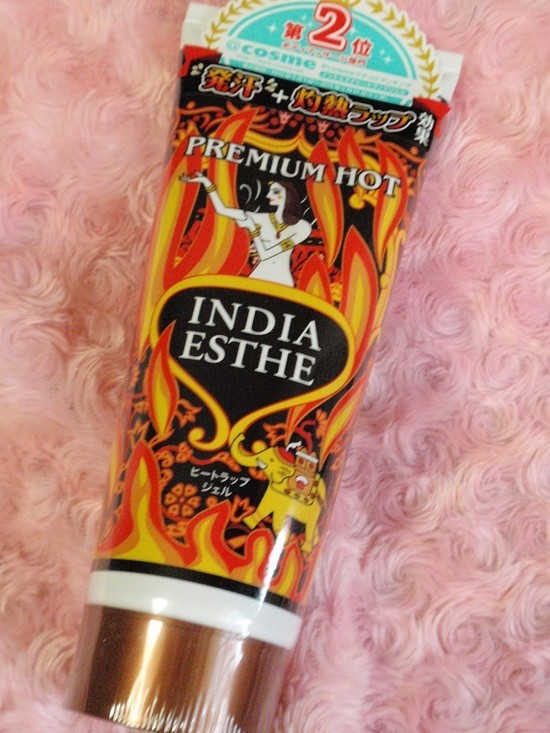 第2位
@cosme
発汗+灼熱ラップ効果
PREMIUM HOT
INDIA
ESTHE
ヒートラップ
ジェル